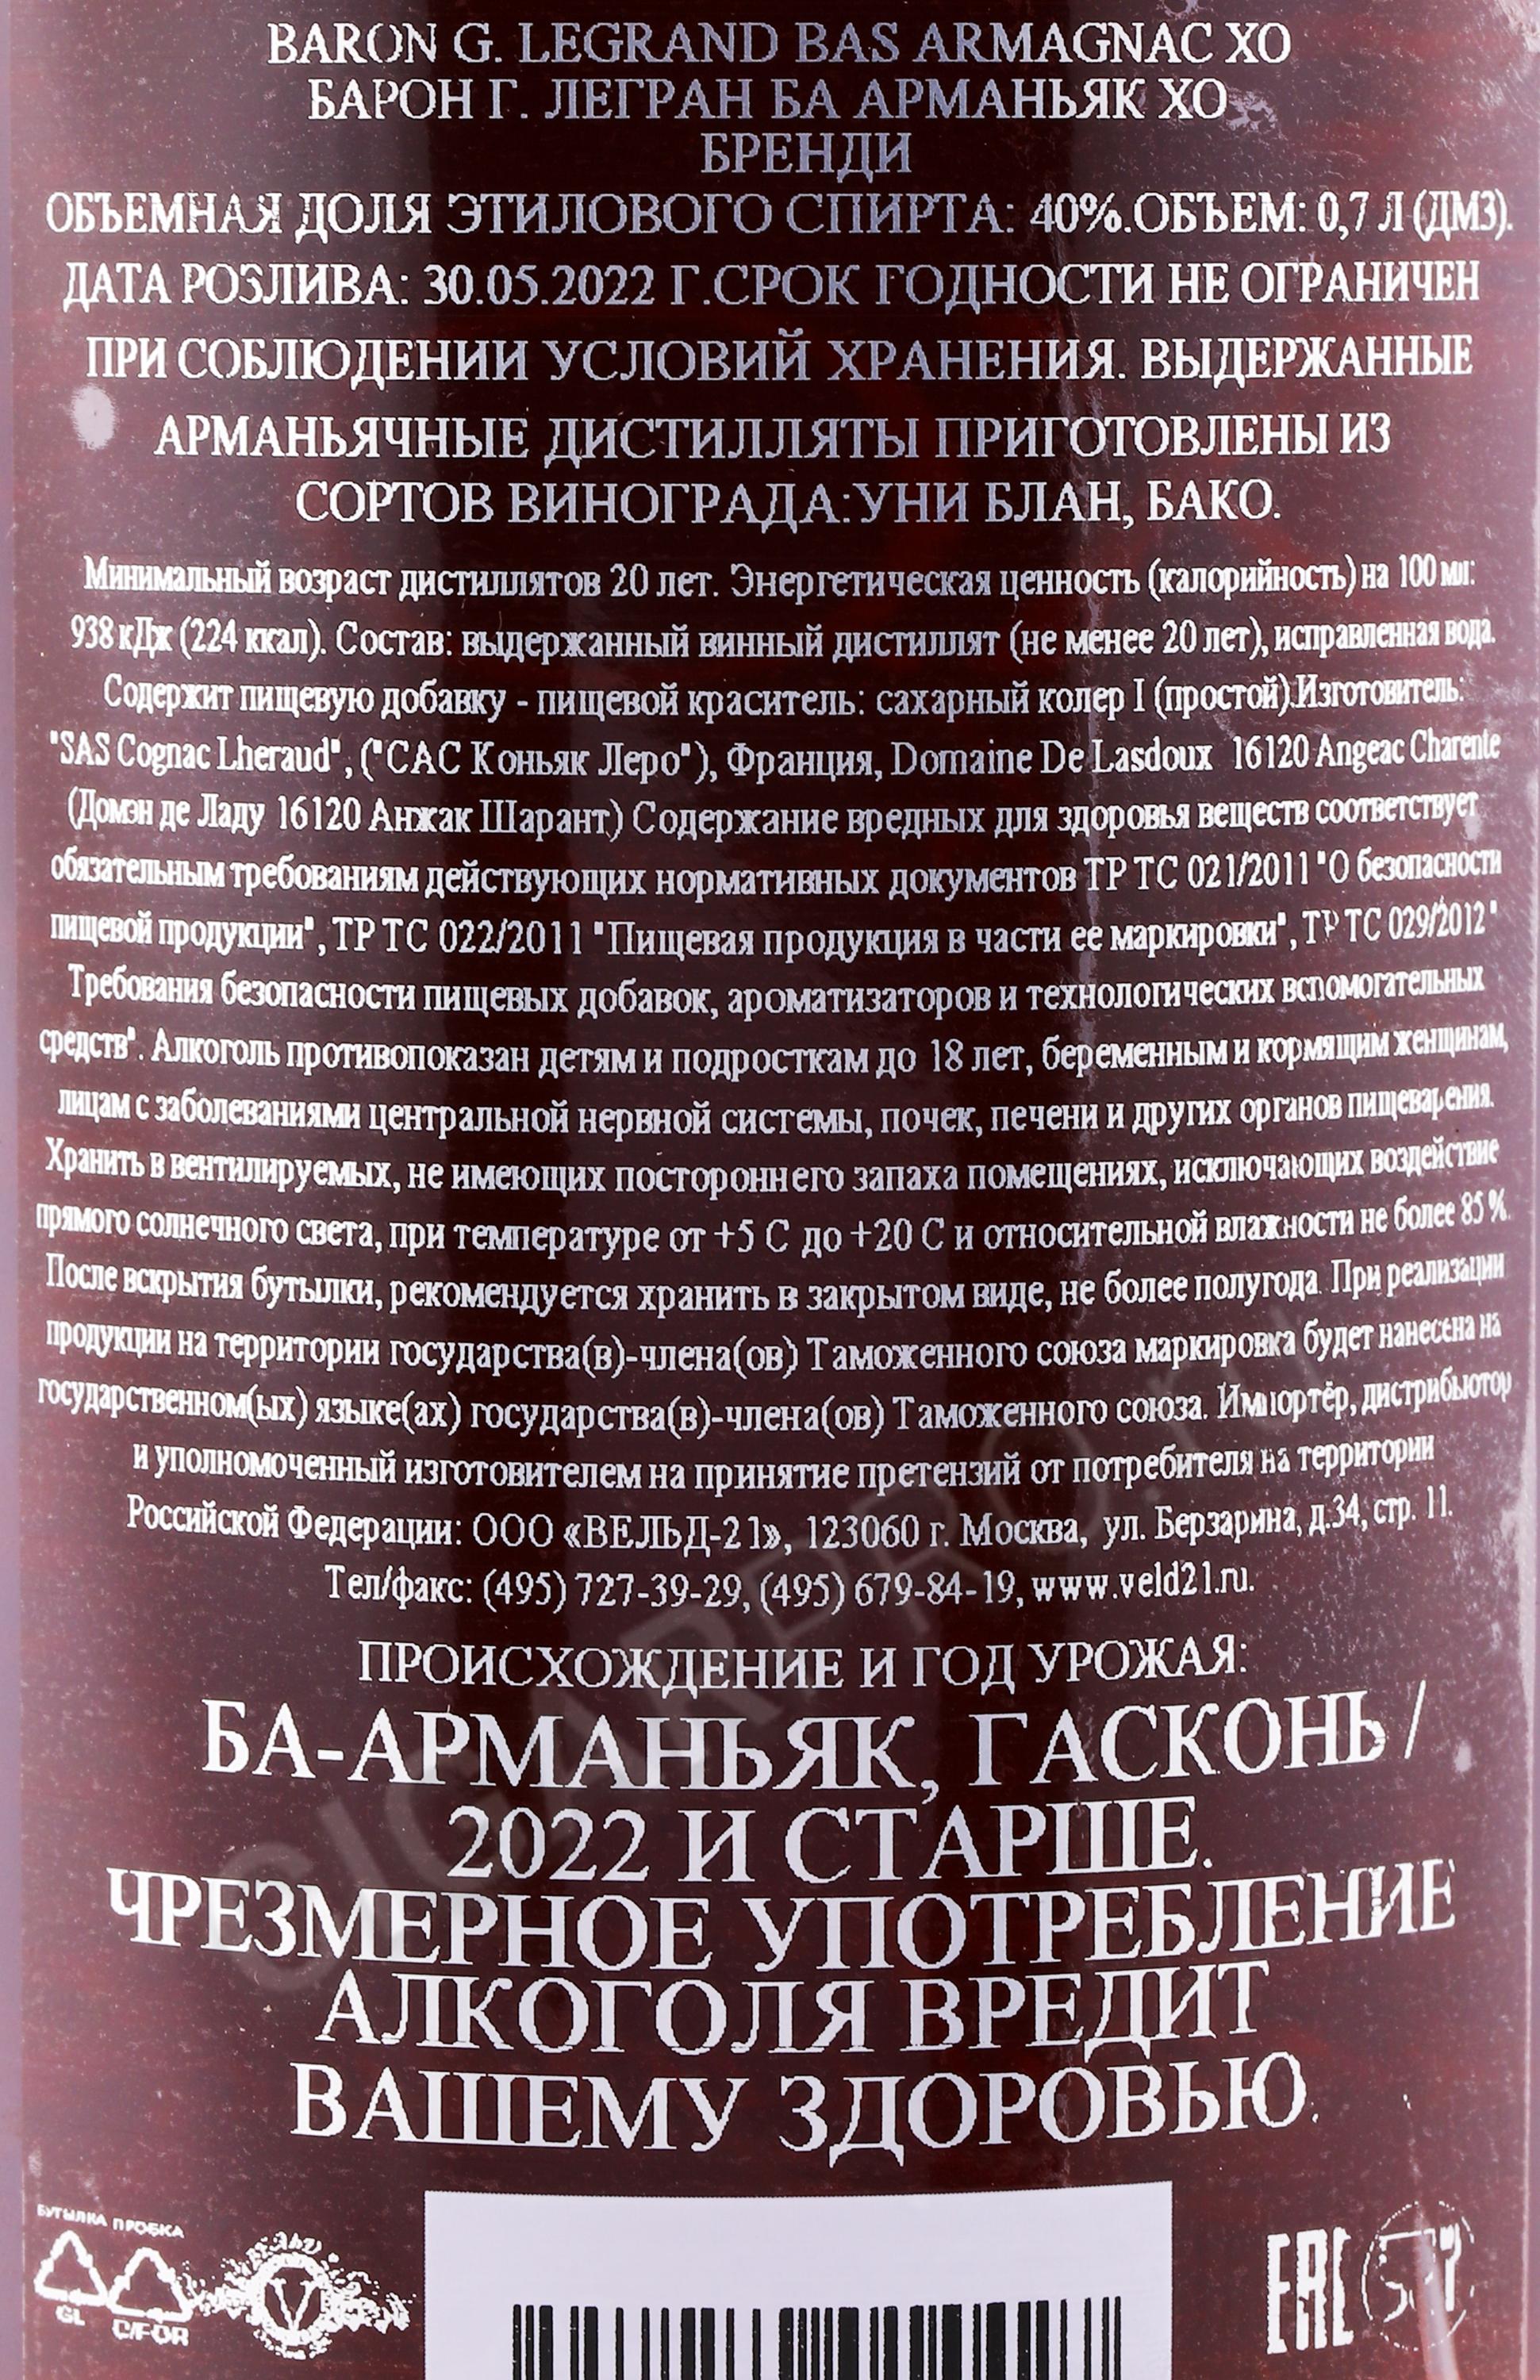 BARON G. LEGRAND BAS ARMAGNAC XO
БАРОН Г. ЛЕГРАН БА АРМАНЬЯК ХО
БРЕНДИ
ОБЪЕМНАЯ ДОЛЯ ЭТИЛОВОГО СПИРТА: 40%.ОБЪЕМ: 0,7 Л (ДМ3).
ДАТА РОЗЛИВА: 30.05.2022 Г.СРОК ГОДНОСТИ НЕ ОГРАНИЧЕН
ПРИ СОБЛЮДЕНИИ УСЛОВИЙ ХРАНЕНИЯ. ВЫДЕРЖАННЫЕ
АРМАНЬЯЧНЫЕ ДИСТИЛЛЯТЫ ПРИГОТОВЛЕНЫ ИЗ
СОРТОВ ВИНОГРАДА:УНИ БЛАН, БАКО.
Минимальный возраст дистиллятов 20 лет. Энергетическая ценность (калорийность) на 100 мл:
938 кДж (224 ккал). Состав: выдержанный винный дистиллят (не менее 20 лет), исправленная вода.
Содержит пищевую добавку - пищевой краситель: сахарный колер I (простой).Изготовитель:
"SAS Cognac Lheraud", ("САС Коньяк Леро"), Франция, Domaine De Lasdoux 16120 Angeac Charente
(Домэн де Ладу 16120 Анжак Шарант) Содержание вредных для здоровья веществ соответствует
обязательным требованиям действующих нормативных документов ТР ТС 021/2011 "О безопасности
пищевой продукции", ТР ТС 022/2011 "Пищевая продукция в части ее маркировки", ТР ТС 029/2012 "
Требования безопасности пищевых добавок, ароматизаторов и технологических вспомогательных
средств". Алкоголь противопоказан детям и подросткам до 18 лет, беременным и кормящим женщинам,
лицам с заболеваниями центральной нервной системы, почек, печени и других органов пищеварения.
Хранить в вентилируемых, не имеющих постороннего запаха помещениях, исключающих воздействие
прямого солнечного света, при температуре от +5 С до +20 С и относительной влажности не более 85 %.
После вскрытия бутылки, рекомендуется хранить в закрытом виде, не более полугода. При реализации
продукции на территории государства(в)-члена(ов) Таможенного союза маркировка будет нанесена на
государственном(ых) языке(ах) государства(в)-члена(ов) Таможенного союза. Импортёр, дистрибьютор
и уполномоченный изготовителем на принятие претензий от потребителя на территории
Российской Федерации: ООО «ВЕЛЬД-21», 123060 г. Москва, ул. Берзарина, д.34, стр. 11.
Тел/факс: (495) 727-39-29, (495) 679-84-19, www.veld21.ru.
ПРОИСХОЖДЕНИЕ И ГОД УРОЖАЯ:
БА-АРМАНЬЯК, ГАСКОНЬ /
2022 И СТАРШЕ.
ЧРЕЗМЕРНОЕ УПОТРЕБЛЕНИЕ
АЛКОГОЛЯ ВРЕДИТ
ВАШЕМУ ЗДОРОВЬЮ.
БУТЫЛКА ПРОБКА
GL C/FOR
V
EAC
CIGARPRO.ru